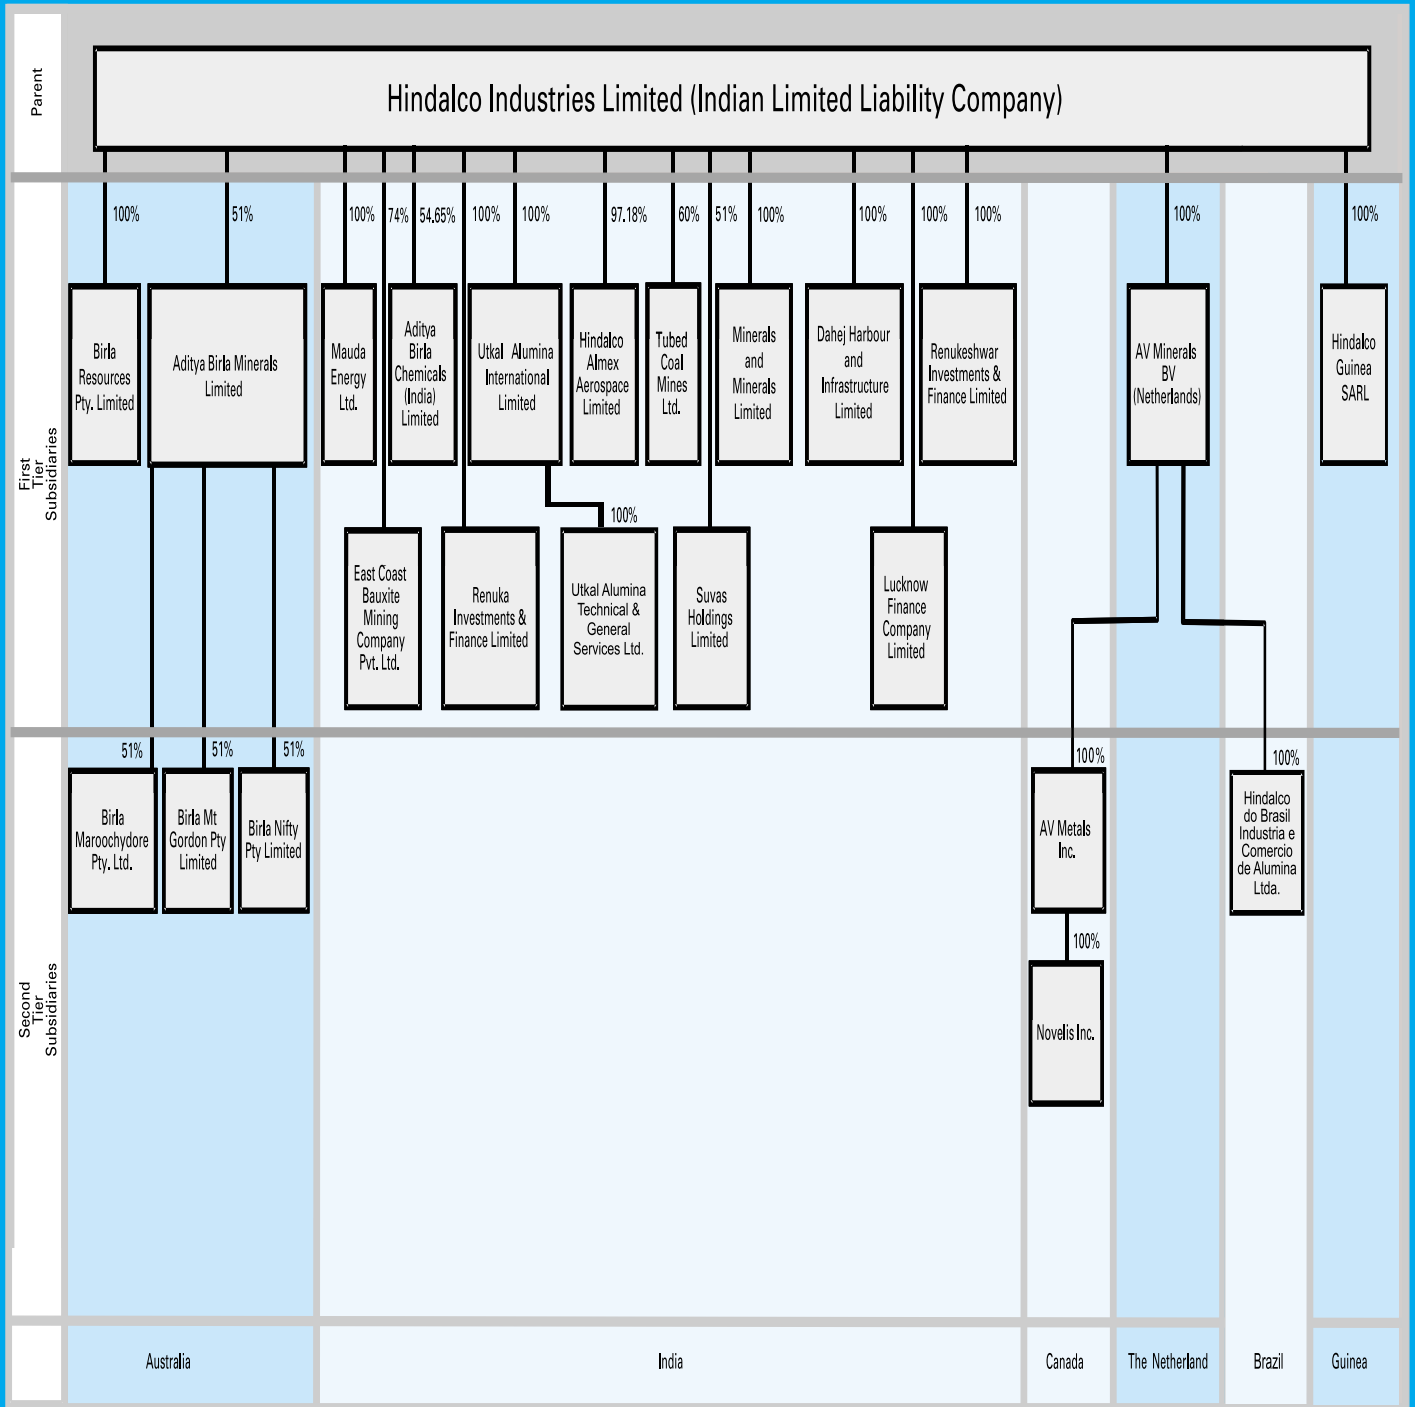 Parent
Hindalco Industries Limited (Indian Limited Liability Company)
100%
51%
100%
74%
54.65%
100%
100%
97.18%
60%
51%
100%
100%
100%
100%
100%
100%
First
Tier
Subsidiaries
Birla
Resources
Pty. Limited
Aditya Birla Minerals
Limited
Mauda
Energy
Ltd.
Aditya
Birla
Chemicals
(India)
Limited
Utkal Alumina
International
Limited
Hindalco
Almex
Aerospace
Limited
Tubed
Coal
Mines
Ltd.
Minerals
and
Minerals
Limited
Dahej Harbour
and
Infrastructure
Limited
Renukeshwar
Investments &
Finance Limited
AV Minerals
BV
(Netherlands)
Hindalco
Guinea
SARL
100%
East Coast
Bauxite
Mining
Company
Pvt. Ltd.
Renuka
Investments &
Finance Limited
Utkal Alumina
Technical &
General
Services Ltd.
Suvas
Holdings
Limited
Lucknow
Finance
Company
Limited
Second
Tier
Subsidiaries
51%
51%
51%
100%
100%
Birla
Maroochydore
Pty. Ltd.
Birla Mt
Gordon Pty
Limited
Birla Nifty
Pty Limited
AV Metals
Inc.
Hindalco
do Brasil
Industria e
Comercio
de Alumina
Ltda.
100%
Novelis Inc.
Australia
India
Canada
The Netherland
Brazil
Guinea